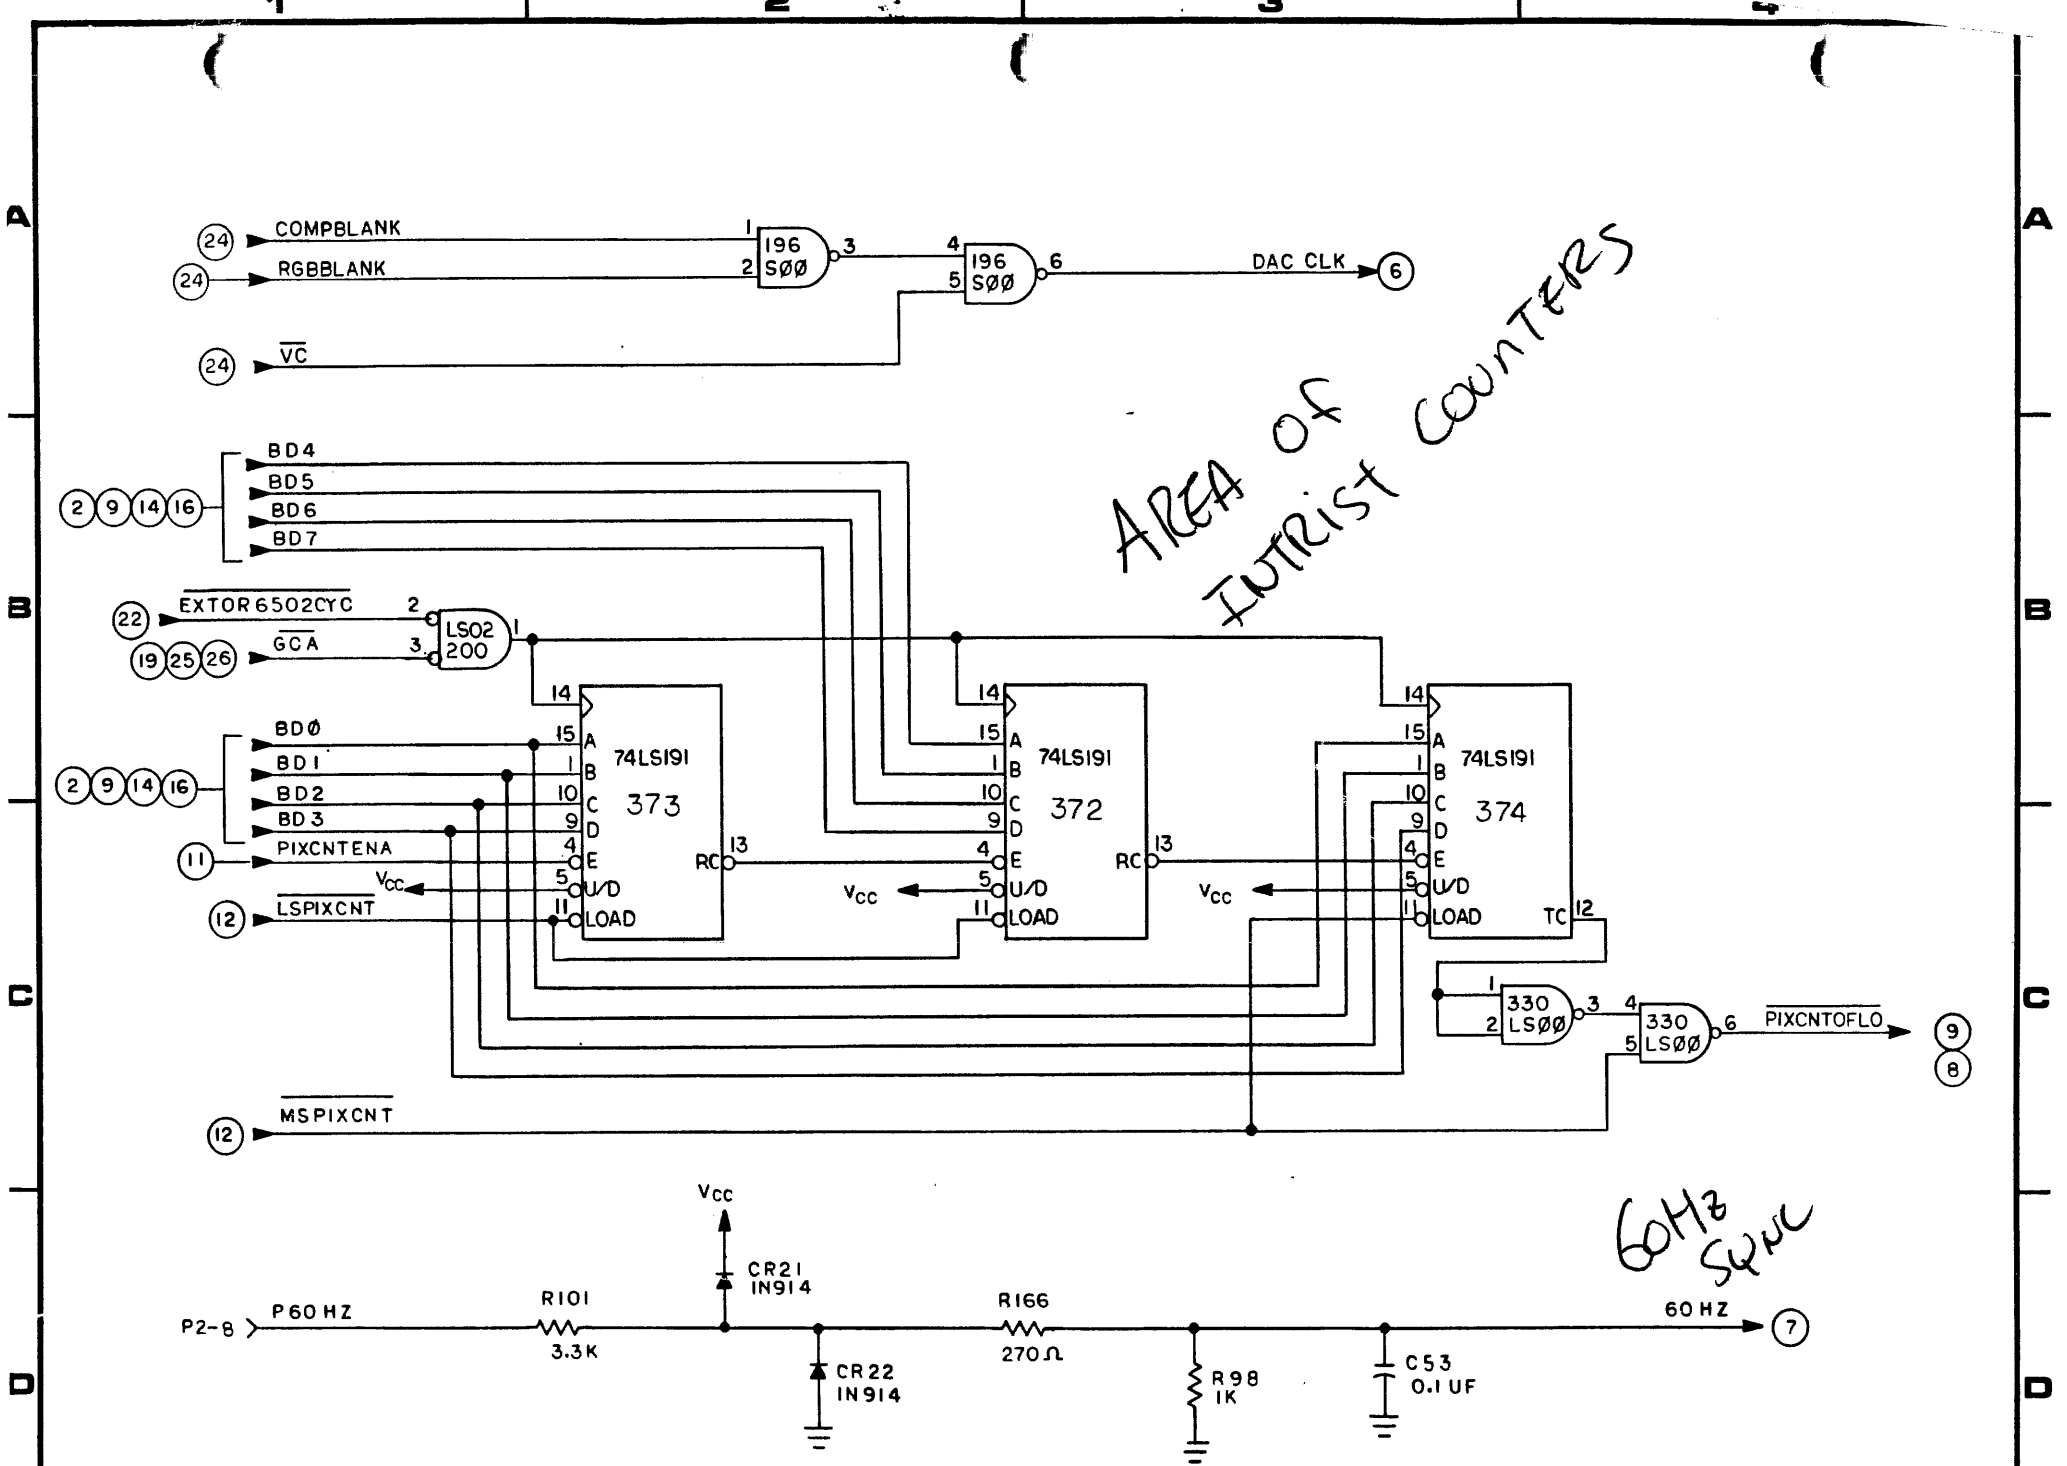 1 2 3 4
A A
COMPBLANK
24
RGBBLANK
24
1
2
196
SØØ
3
4
5
196
SØØ
6
DAC CLK
6
VC
24
AREA Of
INTRIST COUNTERS
BD4
BD5
BD6
BD7
2 9 14 16
B B
EXTOR6502CYC
22
GCA
19 25 26
2
3
LS02
200
1
BDØ
BD1
BD2
BD3
2 9 14 16
PIXCNTENA
11
VCC
LSPIXCNT
12
14
15 A
1 B
10 C
9 D
4 E
5 U/D
11 LOAD
74LS191
373
RC 13
VCC
14
15 A
1 B
10 C
9 D
4 E
5 U/D
11 LOAD
74LS191
372
RC 13
VCC
14
15 A
1 B
10 C
9 D
4 E
5 U/D
11 LOAD
74LS191
374
TC 12
C C
1
2
330
LSØØ
3
4
5
330
LSØØ
6
PIXCNTOFLO
9
8
MSPIXCNT
12
60Hz
SYNC
VCC
CR21
IN914
P2-8
P60HZ
R101
3.3K
CR22
IN914
R166
270Ω
R98
1K
C53
0.1UF
60HZ
7
D D